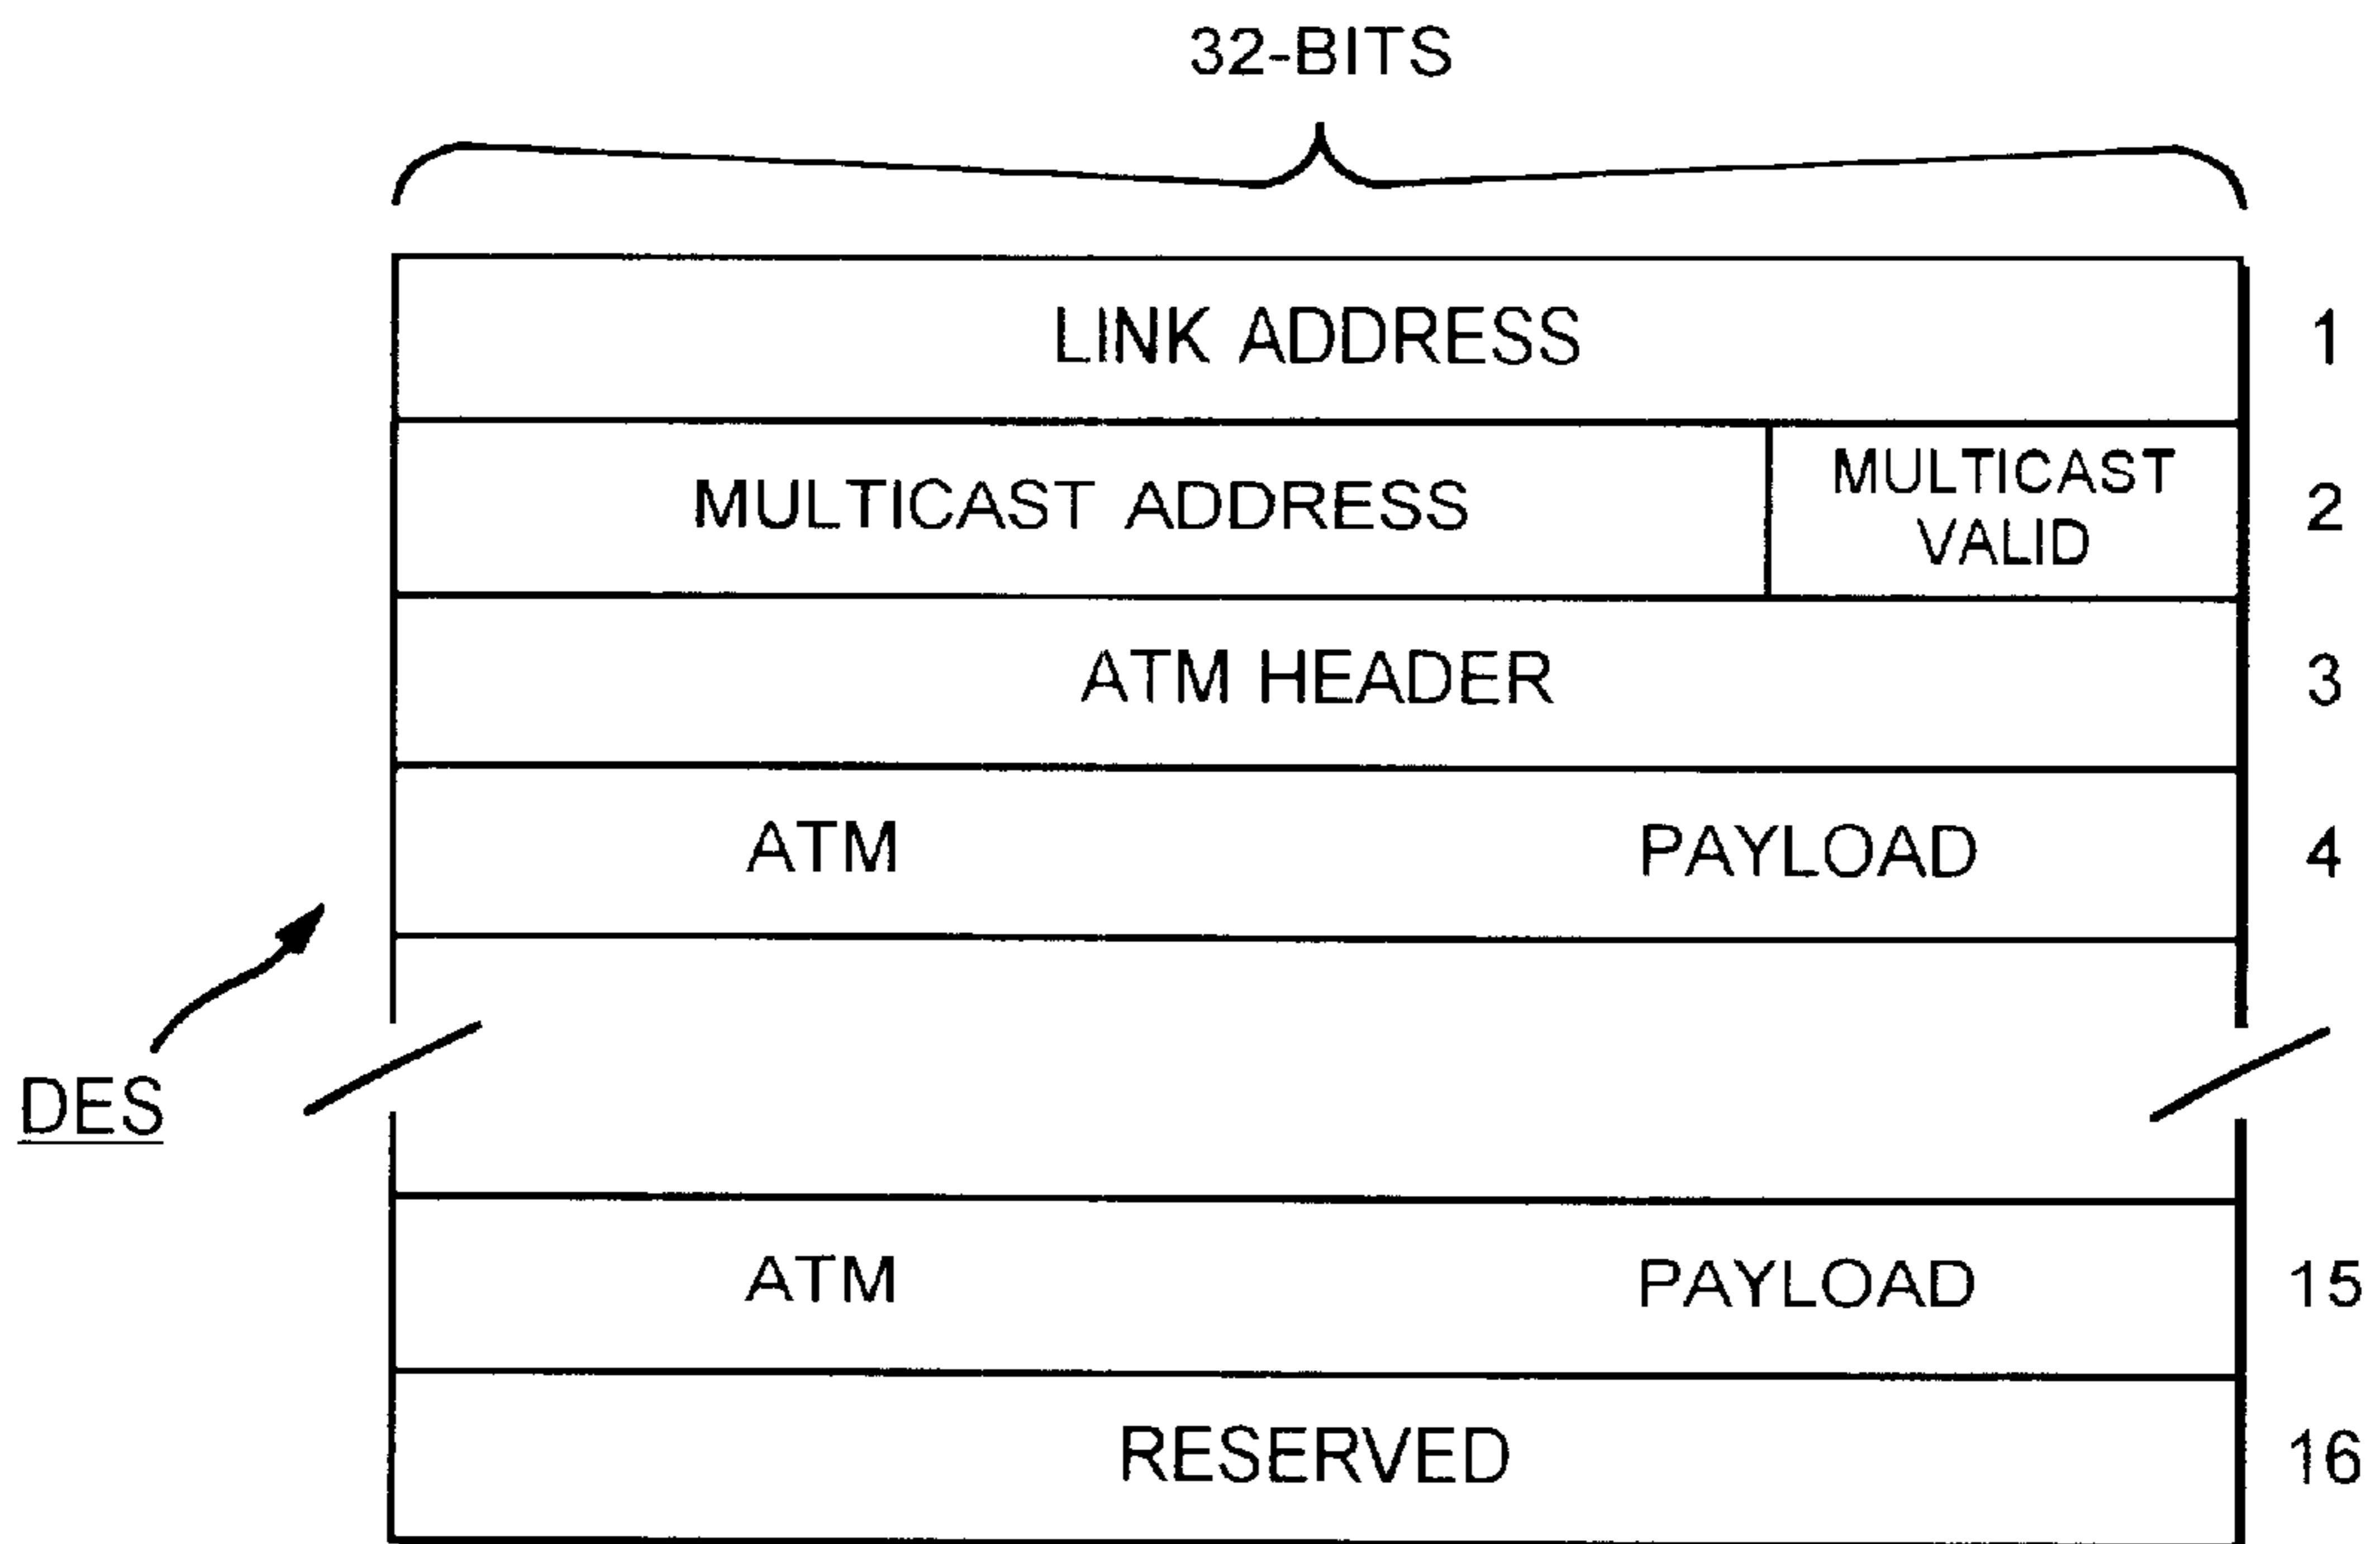 32-BITS
LINK ADDRESS 1
MULTICAST ADDRESS MULTICAST VALID 2
ATM HEADER 3
ATM PAYLOAD 4
DES
ATM PAYLOAD 15
RESERVED 16